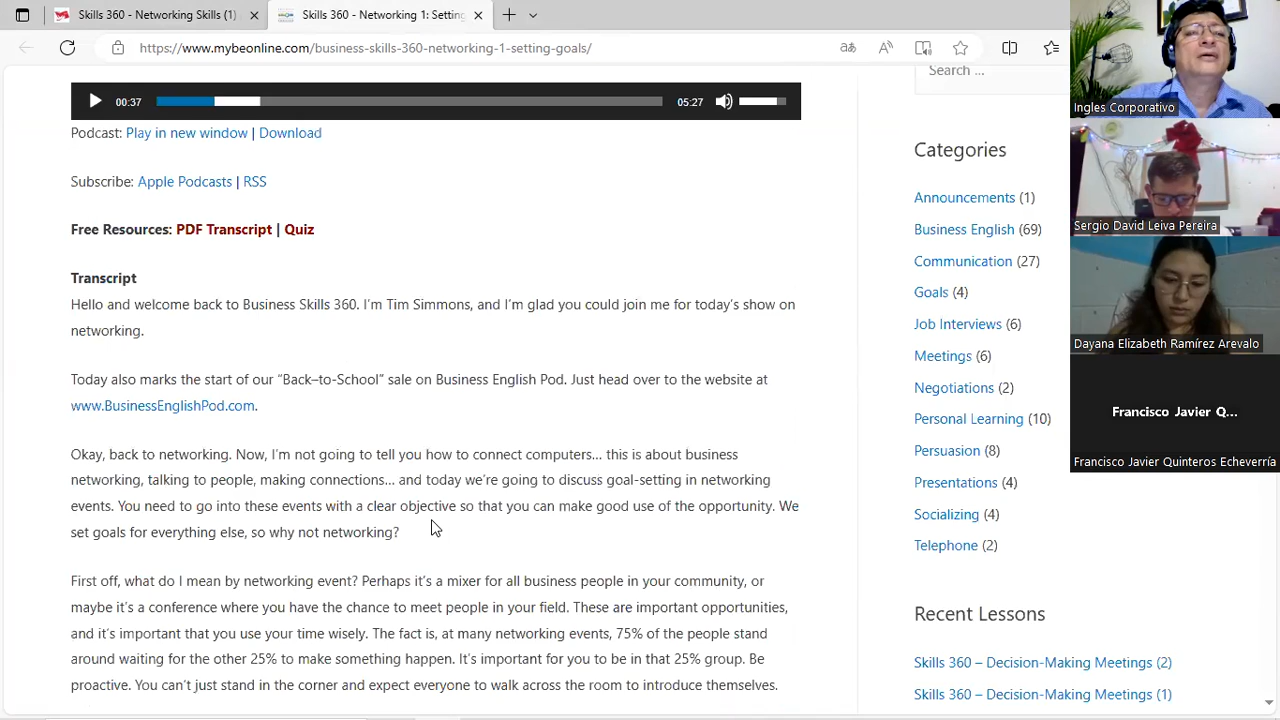 Skills 360 - Networking Skills (1)
Skills 360 - Networking 1: Setting
https://www.mybeonline.com/business-skills-360-networking-1-setting-goals/
00:37
05:27
Podcast: Play in new window | Download
Subscribe: Apple Podcasts | RSS
Free Resources: PDF Transcript | Quiz
Transcript
Hello and welcome back to Business Skills 360. I'm Tim Simmons, and I'm glad you could join me for today's show on
networking.
Today also marks the start of our “Back–to-School” sale on Business English Pod. Just head over to the website at
www.BusinessEnglishPod.com.
Okay, back to networking. Now, I'm not going to tell you how to connect computers… this is about business
networking, talking to people, making connections… and today we're going to discuss goal-setting in networking
events. You need to go into these events with a clear objective so that you can make good use of the opportunity. We
set goals for everything else, so why not networking?
First off, what do I mean by networking event? Perhaps it's a mixer for all business people in your community, or
maybe it's a conference where you have the chance to meet people in your field. These are important opportunities,
and it's important that you use your time wisely. The fact is, at many networking events, 75% of the people stand
around waiting for the other 25% to make something happen. It's important for you to be in that 25% group. Be
proactive. You can't just stand in the corner and expect everyone to walk across the room to introduce themselves.
Search …
Categories
Announcements (1)
Business English (69)
Communication (27)
Goals (4)
Job Interviews (6)
Meetings (6)
Negotiations (2)
Personal Learning (10)
Persuasion (8)
Presentations (4)
Socializing (4)
Telephone (2)
Recent Lessons
Skills 360 – Decision-Making Meetings (2)
Skills 360 – Decision-Making Meetings (1)
Ingles Corporativo
Sergio David Leiva Pereira
Dayana Elizabeth Ramírez Arevalo
Francisco Javier Q...
Francisco Javier Quinteros Echeverría